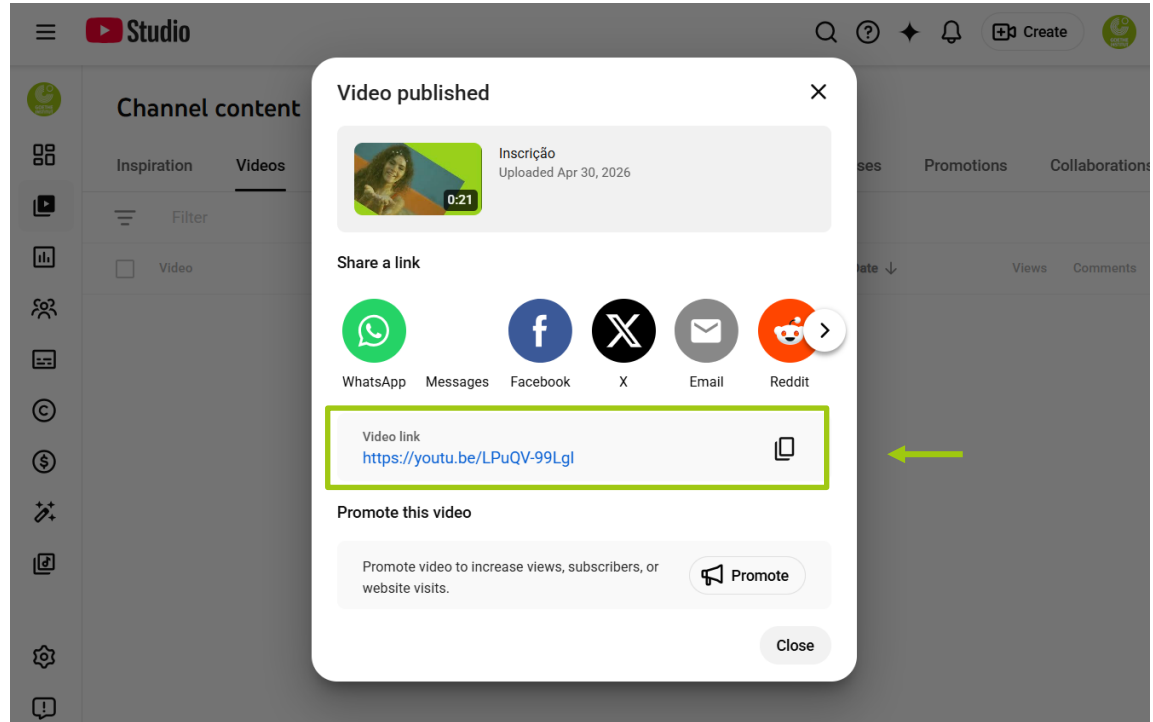 Studio
Create
Channel content
Inspiration
Videos
Promotions
Collaborations
Filter
Video
Date
Views
Comments
Video published
0:21
Inscrição
Uploaded Apr 30, 2026
Share a link
WhatsApp
Messages
Facebook
X
Email
Reddit
Video link
https://youtu.be/LPuQV-99LgI
Promote this video
Promote video to increase views, subscribers, or
website visits.
Promote
Close